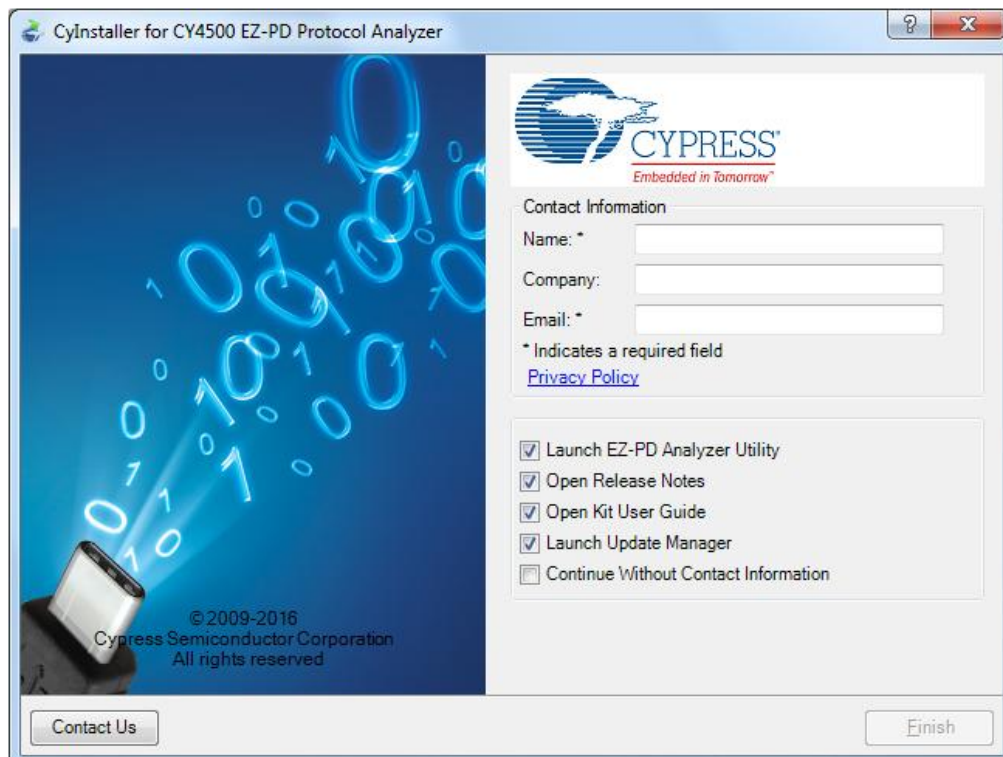 CyInstaller for CY4500 EZ-PD Protocol Analyzer
CYPRESS
Embedded in Tomorrow™
Contact Information
Name: *
Company:
Email: *
* Indicates a required field
Privacy Policy
Launch EZ-PD Analyzer Utility
Open Release Notes
Open Kit User Guide
Launch Update Manager
Continue Without Contact Information
© 2009-2016
Cypress Semiconductor Corporation
All rights reserved
Contact Us
Finish